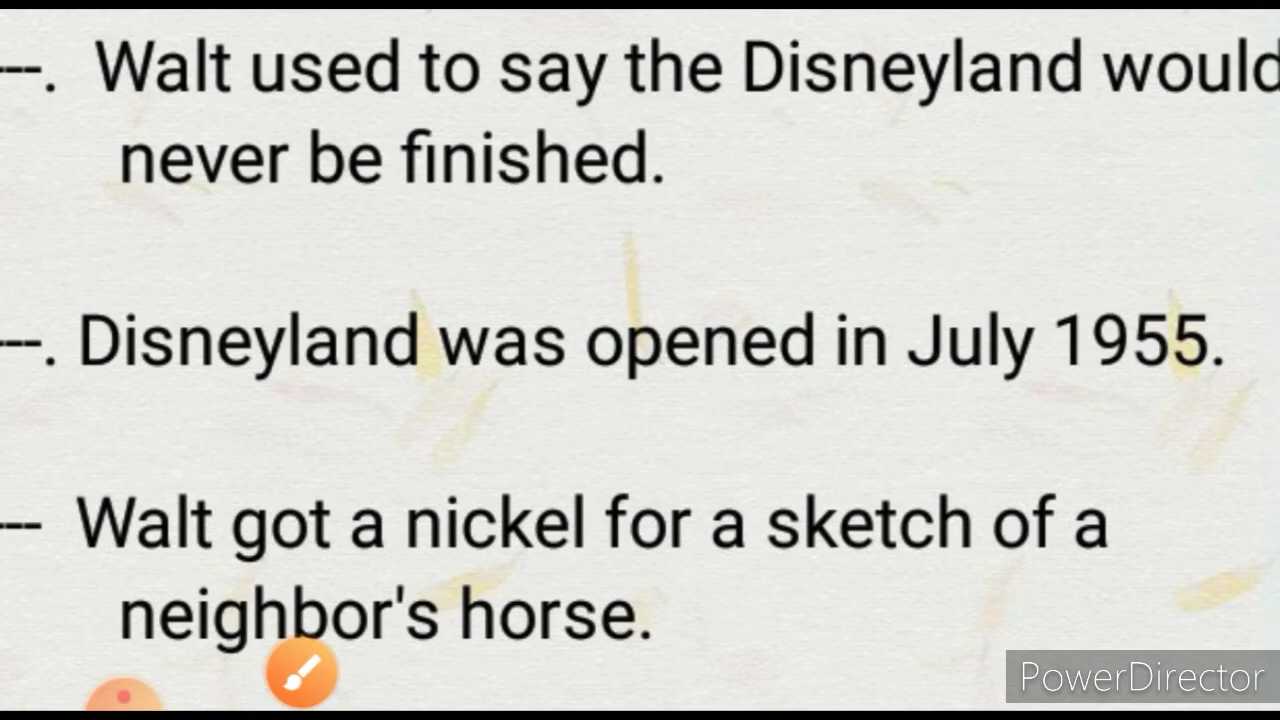 --. Walt used to say the Disneyland would
never be finished.
--. Disneyland was opened in July 1955.
-- Walt got a nickel for a sketch of a
neighbor's horse.
PowerDirector